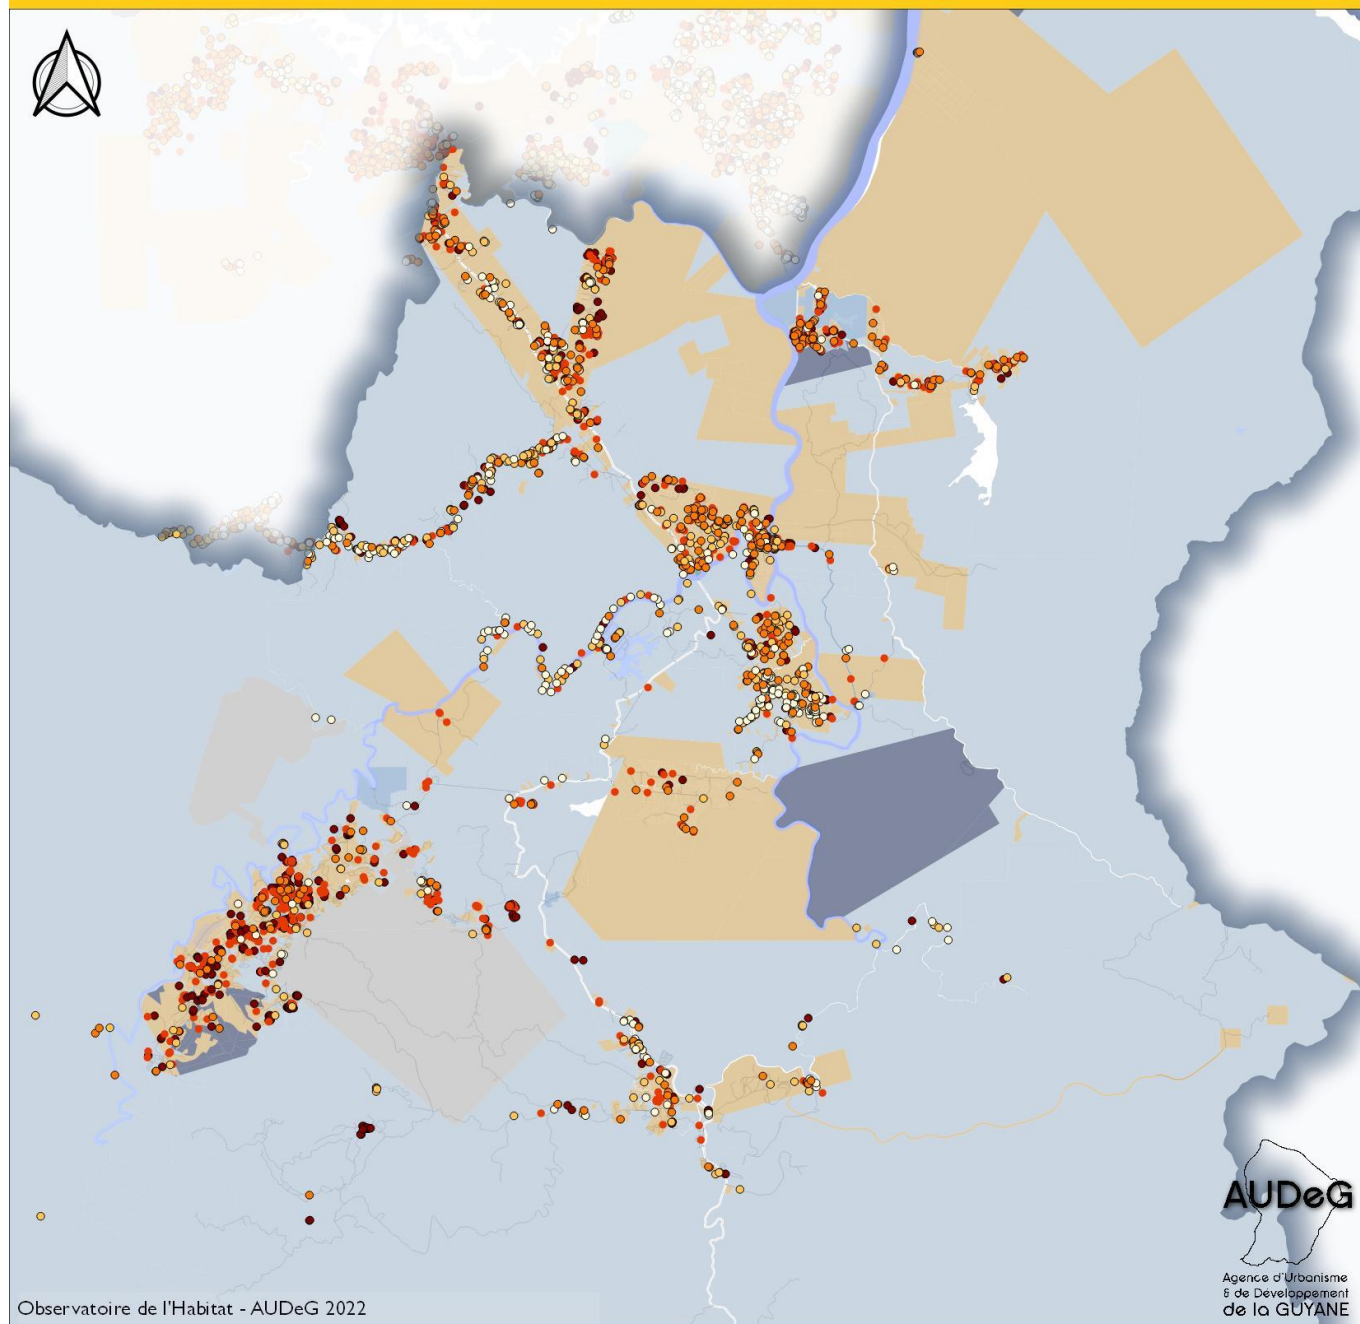 AUDeG
Agence d'Urbanisme
& de Développement
de la GUYANE
Observatoire de l'Habitat - AUDeG 2022